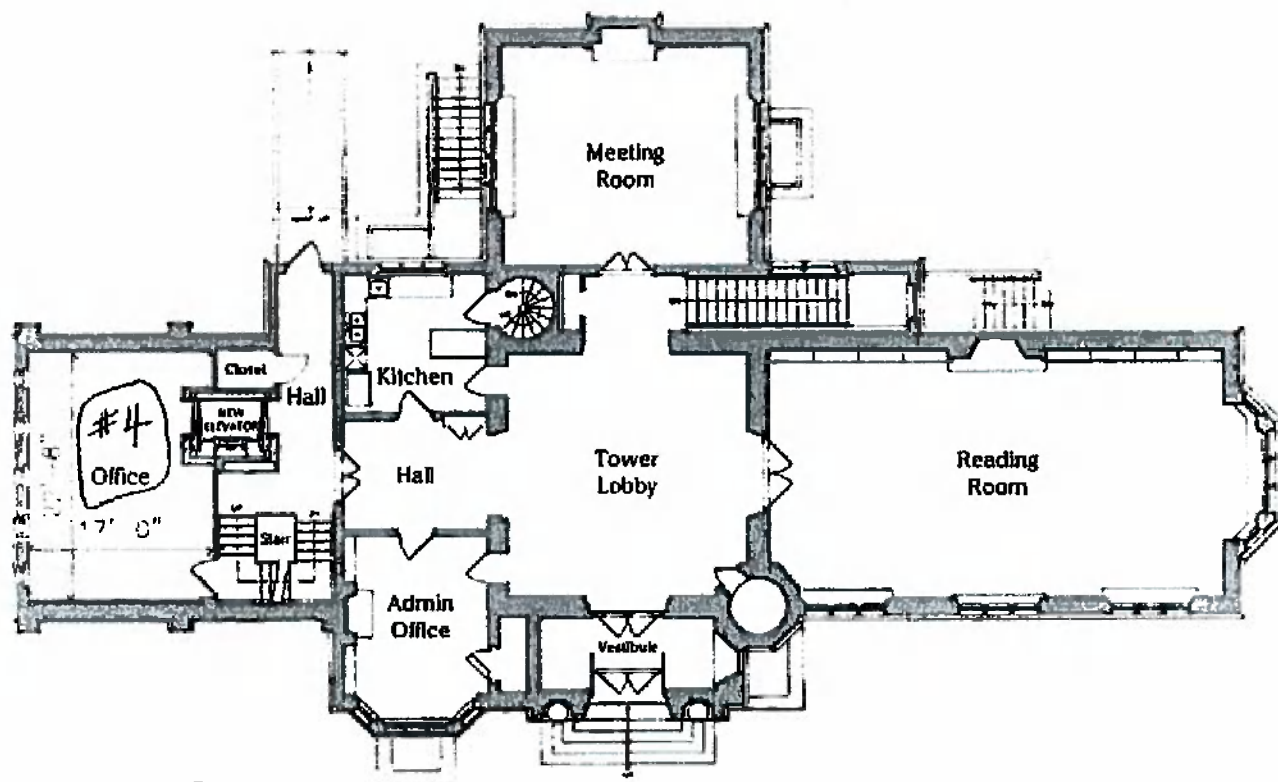 Meeting
Room
Closet
Hall
Kitchen
NEW
ELEVATOR
#4
Office
17' 0"
Stair
Hall
Tower
Lobby
Reading
Room
Admin
Office
Vestibule